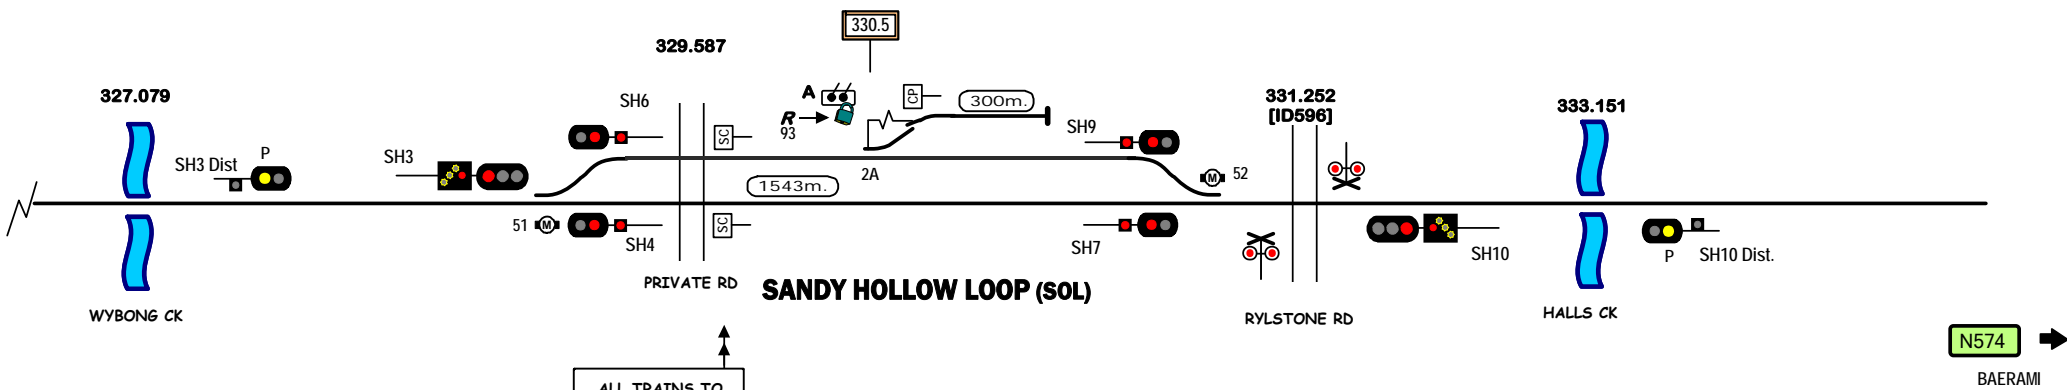 330.5
329.587
327.079
A
CP
300m.
331.252
[ID596]
333.151
SH6
R
93
SC
SH9
SH3 Dist
P
SH3
2A
52
1543m.
51
M
M
SH4
SC
SH7
SH10
P
SH10 Dist.
PRIVATE RD
SANDY HOLLOW LOOP (SOL)
WYBONG CK
RYLSTONE RD
HALLS CK
N574
BAERAMI
ALL TRAINS TO